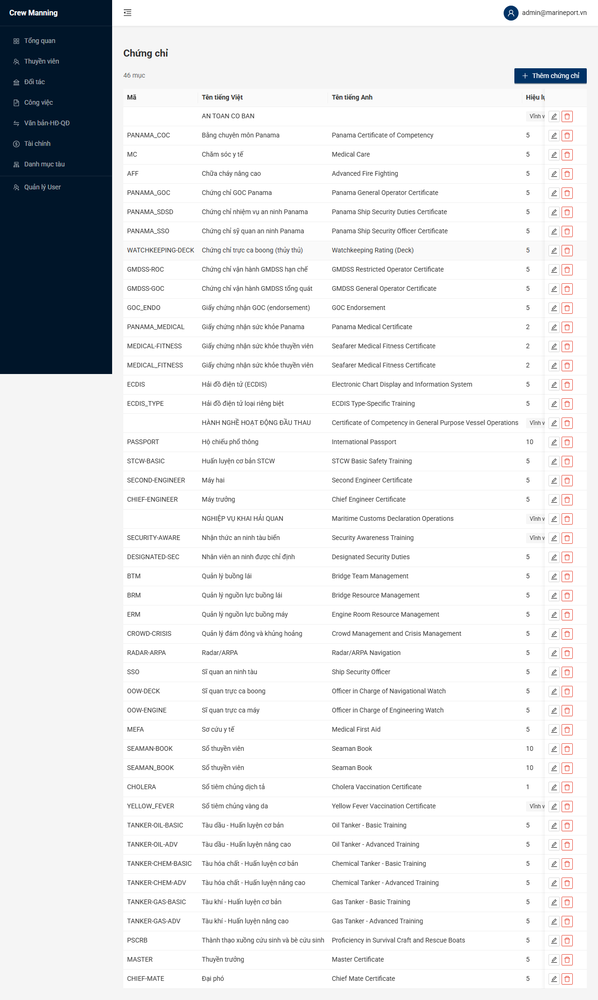 Crew Manning
admin@marineport.vn
Tổng quan
Thuyền viên
Đối tác
Công việc
Văn bản-HĐ-QĐ
Tài chính
Danh mục tàu
Quản lý User
Chứng chỉ
46 mục
Thêm chứng chỉ
Mã Tên tiếng Việt Tên tiếng Anh Hiệu lự
AN TOAN CO BAN Vĩnh v
PANAMA_COC Bằng chuyên môn Panama Panama Certificate of Competency 5
MC Chăm sóc y tế Medical Care 5
AFF Chữa cháy nâng cao Advanced Fire Fighting 5
PANAMA_GOC Chứng chỉ GOC Panama Panama General Operator Certificate 5
PANAMA_SDSD Chứng chỉ nhiệm vụ an ninh Panama Panama Ship Security Duties Certificate 5
PANAMA_SSO Chứng chỉ sỹ quan an ninh Panama Panama Ship Security Officer Certificate 5
WATCHKEEPING-DECK Chứng chỉ trực ca boong (thủy thủ) Watchkeeping Rating (Deck) 5
GMDSS-ROC Chứng chỉ vận hành GMDSS hạn chế GMDSS Restricted Operator Certificate 5
GMDSS-GOC Chứng chỉ vận hành GMDSS tổng quát GMDSS General Operator Certificate 5
GOC_ENDO Giấy chứng nhận GOC (endorsement) GOC Endorsement 5
PANAMA_MEDICAL Giấy chứng nhận sức khỏe Panama Panama Medical Certificate 2
MEDICAL-FITNESS Giấy chứng nhận sức khỏe thuyền viên Seafarer Medical Fitness Certificate 2
MEDICAL_FITNESS Giấy chứng nhận sức khỏe thuyền viên Seafarer Medical Fitness Certificate 2
ECDIS Hải đồ điện tử (ECDIS) Electronic Chart Display and Information System 5
ECDIS_TYPE Hải đồ điện tử loại riêng biệt ECDIS Type-Specific Training 5
HÀNH NGHỀ HOẠT ĐỘNG ĐẦU THAU Certificate of Competency in General Purpose Vessel Operations Vĩnh v
PASSPORT Hộ chiếu phổ thông International Passport 10
STCW-BASIC Huấn luyện cơ bản STCW STCW Basic Safety Training 5
SECOND-ENGINEER Máy hai Second Engineer Certificate 5
CHIEF-ENGINEER Máy trưởng Chief Engineer Certificate 5
NGHIỆP VỤ KHAI HẢI QUAN Maritime Customs Declaration Operations Vĩnh v
SECURITY-AWARE Nhận thức an ninh tàu biển Security Awareness Training Vĩnh v
DESIGNATED-SEC Nhân viên an ninh được chỉ định Designated Security Duties 5
BTM Quản lý buồng lái Bridge Team Management 5
BRM Quản lý nguồn lực buồng lái Bridge Resource Management 5
ERM Quản lý nguồn lực buồng máy Engine Room Resource Management 5
CROWD-CRISIS Quản lý đám đông và khủng hoảng Crowd Management and Crisis Management 5
RADAR-ARPA Radar/ARPA Radar/ARPA Navigation 5
SSO Sĩ quan an ninh tàu Ship Security Officer 5
OOW-DECK Sĩ quan trực ca boong Officer in Charge of Navigational Watch 5
OOW-ENGINE Sĩ quan trực ca máy Officer in Charge of Engineering Watch 5
MEFA Sơ cứu y tế Medical First Aid 5
SEAMAN-BOOK Sổ thuyền viên Seaman Book 10
SEAMAN_BOOK Sổ thuyền viên Seaman Book 10
CHOLERA Sổ tiêm chủng dịch tả Cholera Vaccination Certificate 1
YELLOW_FEVER Sổ tiêm chủng vàng da Yellow Fever Vaccination Certificate Vĩnh v
TANKER-OIL-BASIC Tàu dầu - Huấn luyện cơ bản Oil Tanker - Basic Training 5
TANKER-OIL-ADV Tàu dầu - Huấn luyện nâng cao Oil Tanker - Advanced Training 5
TANKER-CHEM-BASIC Tàu hóa chất - Huấn luyện cơ bản Chemical Tanker - Basic Training 5
TANKER-CHEM-ADV Tàu hóa chất - Huấn luyện nâng cao Chemical Tanker - Advanced Training 5
TANKER-GAS-BASIC Tàu khí - Huấn luyện cơ bản Gas Tanker - Basic Training 5
TANKER-GAS-ADV Tàu khí - Huấn luyện nâng cao Gas Tanker - Advanced Training 5
PSCRB Thành thạo xuồng cứu sinh và bè cứu sinh Proficiency in Survival Craft and Rescue Boats 5
MASTER Thuyền trưởng Master Certificate 5
CHIEF-MATE Đại phó Chief Mate Certificate 5